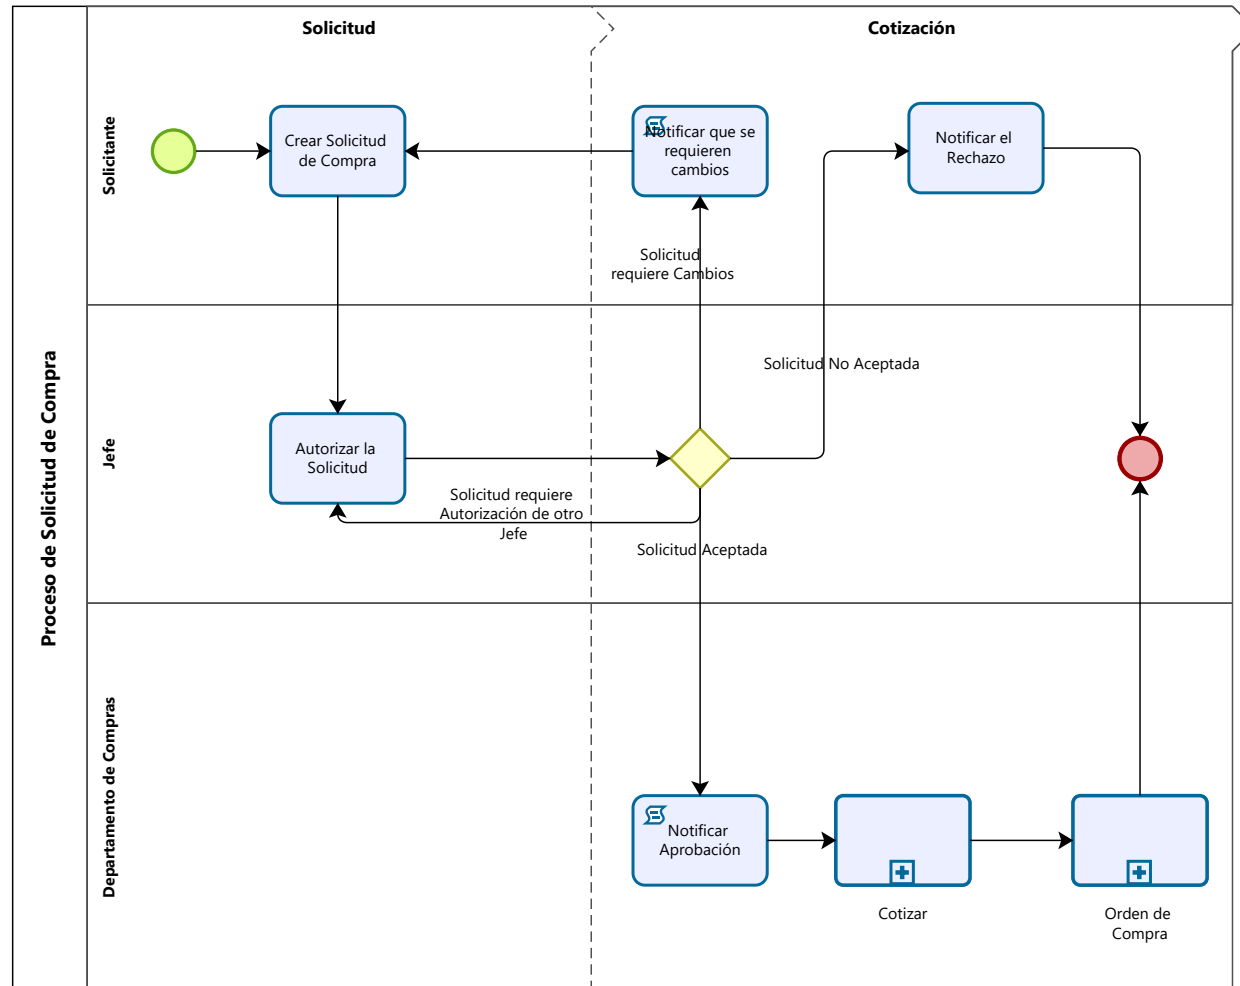 Solicitud
Cotización
Proceso de Solicitud de Compra
Solicitante
Crear Solicitud
de Compra
Notificar que se
requieren
cambios
Notificar el
Rechazo
Solicitud
requiere Cambios
Jefe
Solicitud No Aceptada
Autorizar la
Solicitud
Solicitud requiere
Autorización de otro
Jefe
Solicitud Aceptada
Departamento de Compras
Notificar
Aprobación
Cotizar
Orden de
Compra